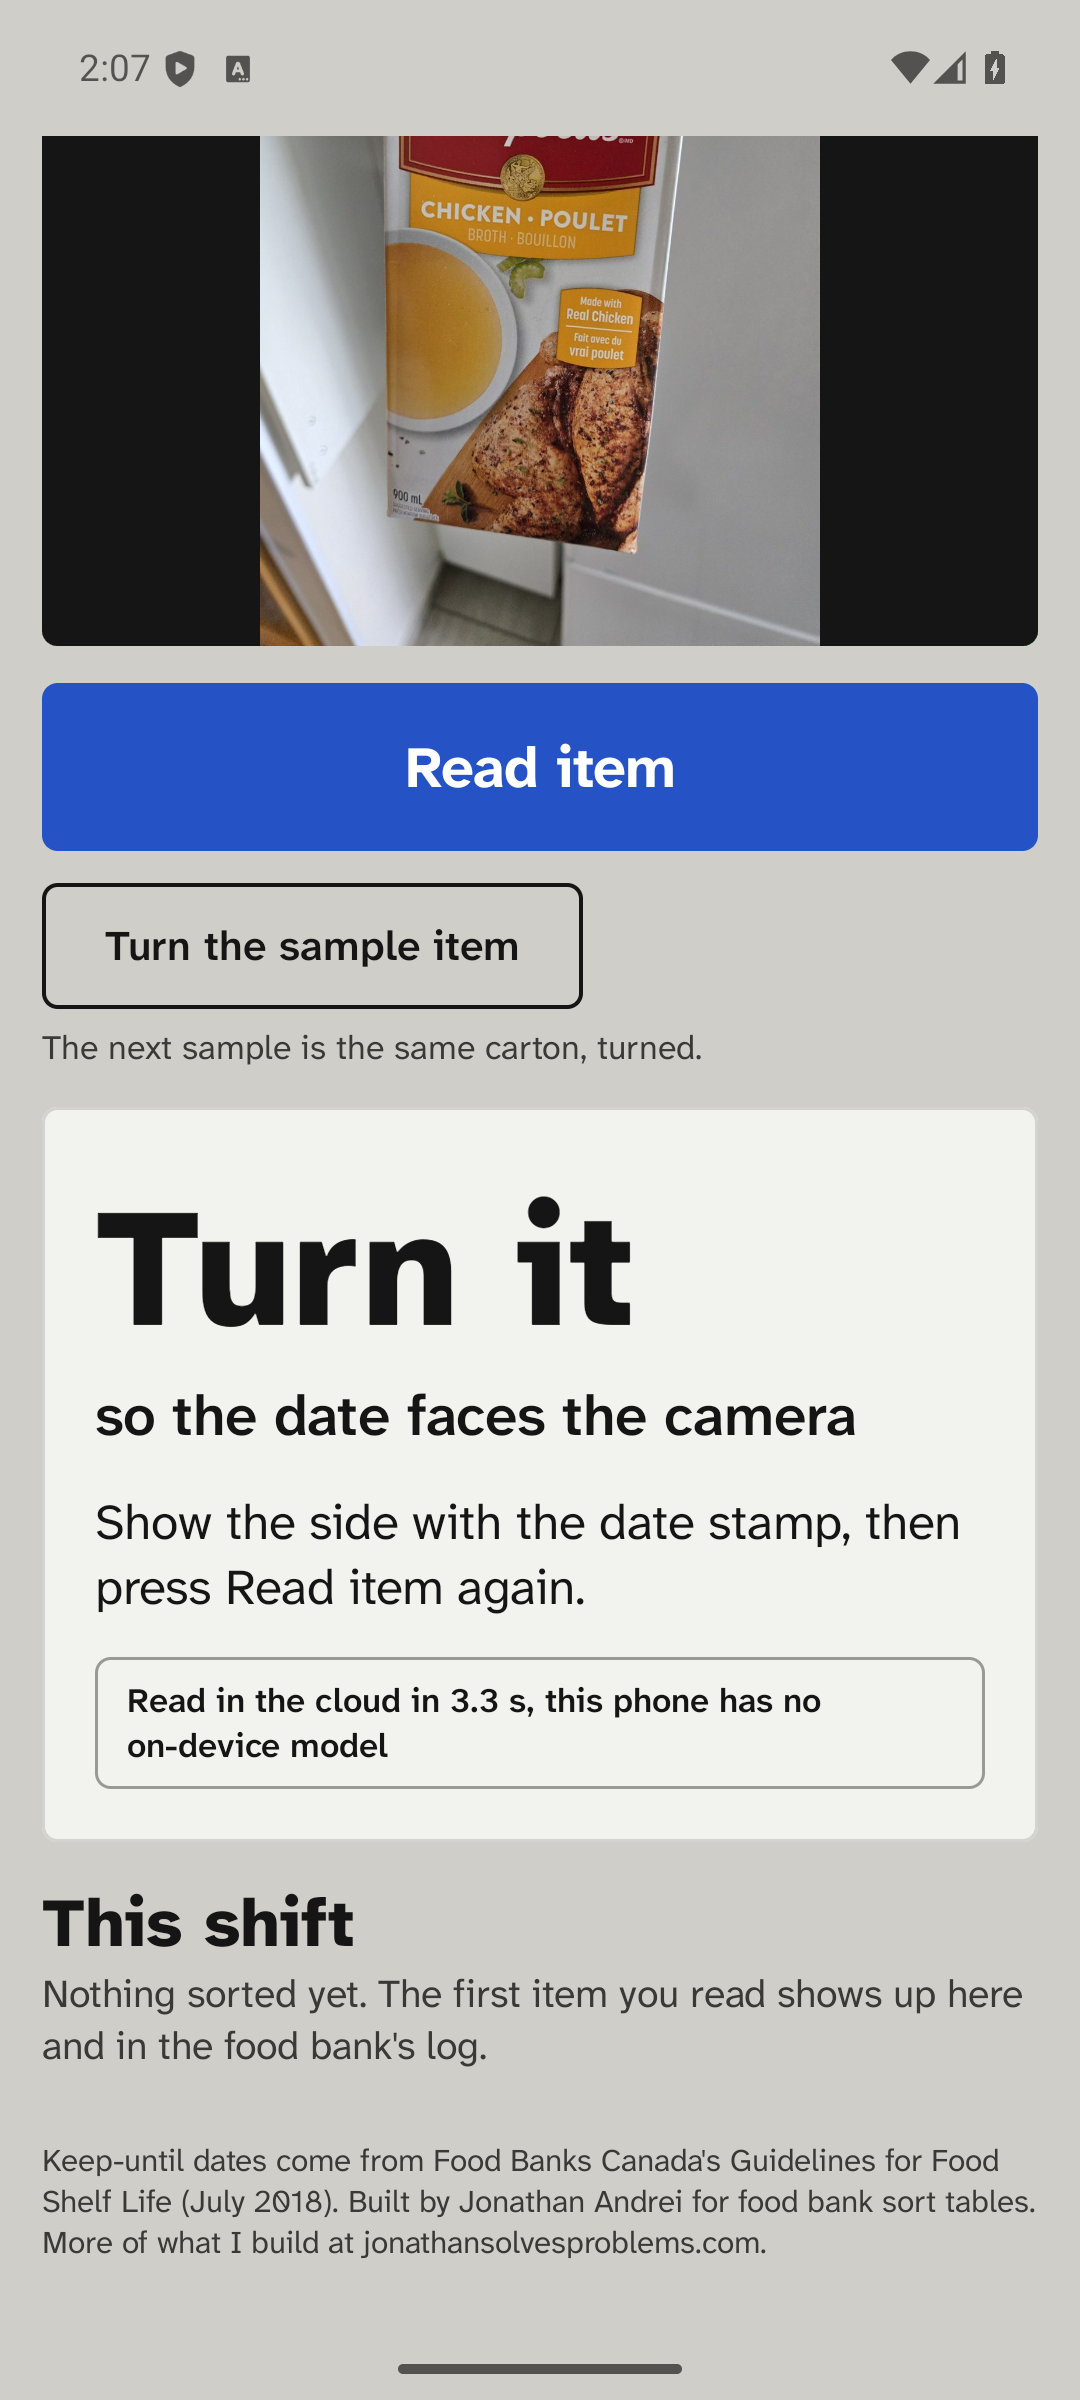 2:07
CHICKEN · POULET
BROTH · BOUILLON
Made with
Real Chicken
Fait avec du
vrai poulet
900 mL
Read item
Turn the sample item
The next sample is the same carton, turned.
Turn it
so the date faces the camera
Show the side with the date stamp, then
press Read item again.
Read in the cloud in 3.3 s, this phone has no
on-device model
This shift
Nothing sorted yet. The first item you read shows up here
and in the food bank's log.
Keep-until dates come from Food Banks Canada's Guidelines for Food
Shelf Life (July 2018). Built by Jonathan Andrei for food bank sort tables.
More of what I build at jonathansolvesproblems.com.